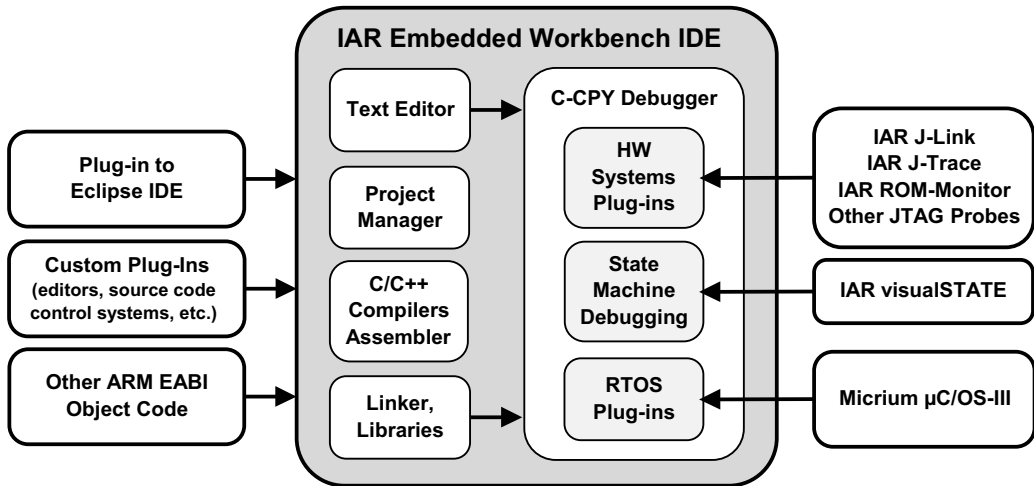 IAR Embedded Workbench IDE
Plug-in to
Eclipse IDE
Custom Plug-Ins
(editors, source code
control systems, etc.)
Other ARM EABI
Object Code
Text Editor
Project
Manager
C/C++
Compilers
Assembler
Linker,
Libraries
C-CPY Debugger
HW
Systems
Plug-ins
State
Machine
Debugging
RTOS
Plug-ins
IAR J-Link
IAR J-Trace
IAR ROM-Monitor
Other JTAG Probes
IAR visualSTATE
Micrium µC/OS-III